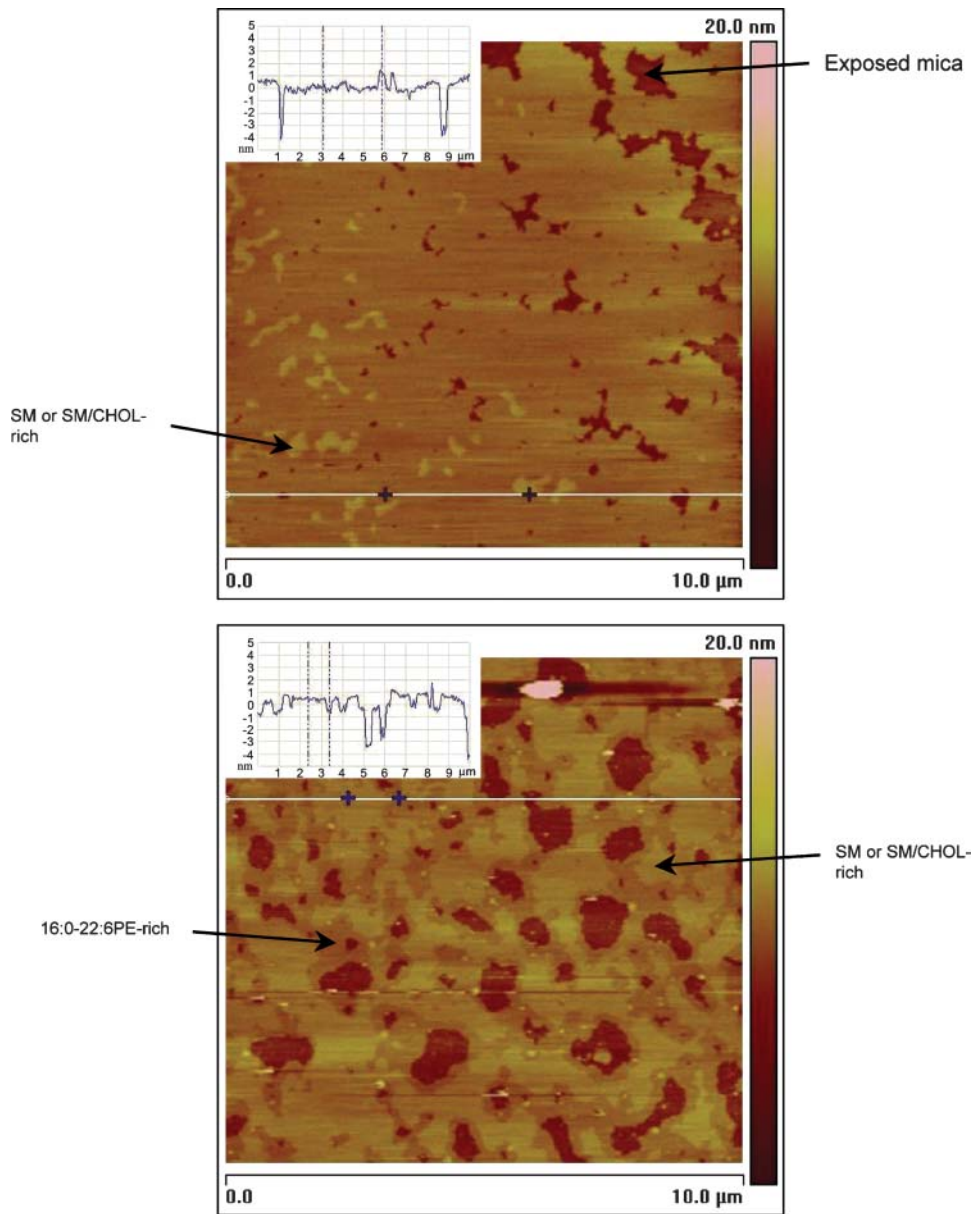 20.0 nm
5
4
3
2
1
0
-1
-2
-3
-4
nm
1 2 3 4 5 6 7 8 9 µm
Exposed mica
SM or SM/CHOL-
rich
0.0 10.0 µm
20.0 nm
5
4
3
2
1
0
-1
-2
-3
-4
nm
1 2 3 4 5 6 7 8 9 µm
SM or SM/CHOL-
rich
16:0-22:6PE-rich
0.0 10.0 µm